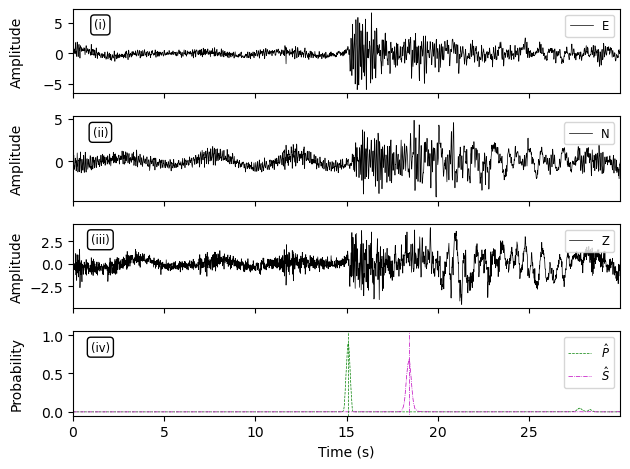 Amplitude
5
0
−5
(i)
E
Amplitude
5
0
(ii)
N
Amplitude
2.5
0.0
−2.5
(iii)
Z
Probability
1.0
0.5
0.0
(iv)
P̂
Ŝ
0 5 10 15 20 25
Time (s)